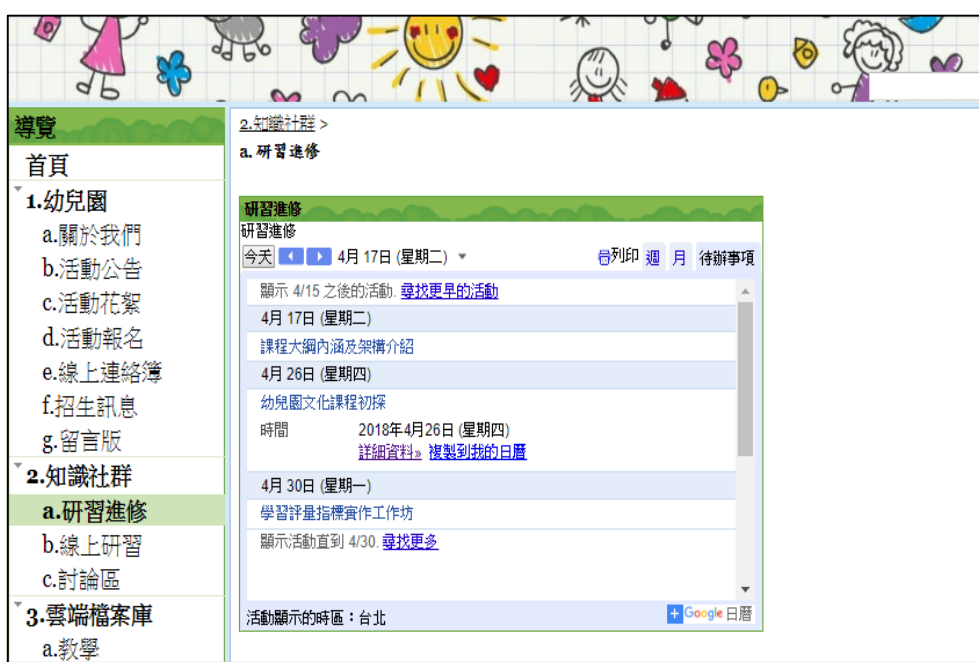 導覽
首頁
1.幼兒園
a.關於我們
b.活動公告
c.活動花絮
d.活動報名
e.線上連絡簿
f.招生訊息
g.留言版
2.知識社群
a.研習進修
b.線上研習
c.討論區
3.雲端檔案庫
a.教學
2.知識社群 >
a. 研習進修
研習進修
研習進修
今天 4月 17日 (星期二) 列印 週 月 待辦事項
顯示 4/15 之後的活動. 尋找更早的活動
4月 17日 (星期二)
課程大綱內涵及架構介紹
4月 26日 (星期四)
幼兒園文化課程初探
時間 2018年4月26日 (星期四)
詳細資料» 複製到我的日曆
4月 30日 (星期一)
學習評量指標實作工作坊
顯示活動直到 4/30. 尋找更多
活動顯示的時區：台北
+ Google 日曆